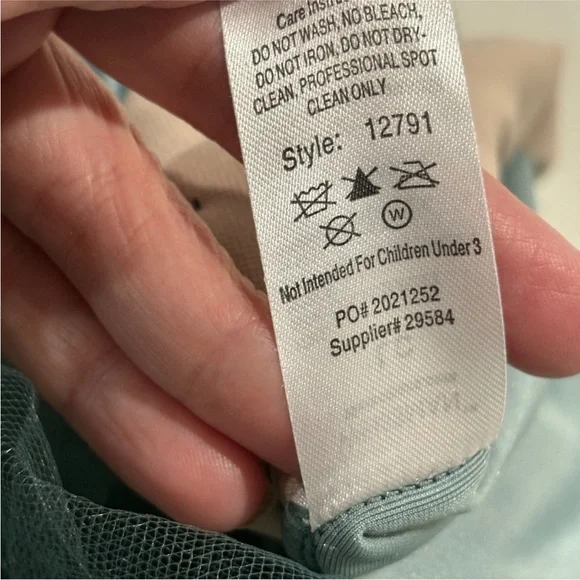 Care
DO NOT WASH, NO BLEACH,
DO NOT IRON, DO NOT DRY-
CLEAN, PROFESSIONAL SPOT
CLEAN ONLY
Style: 12791
W
Not Intended For Children Under 3
PO# 2021252
Supplier# 29584